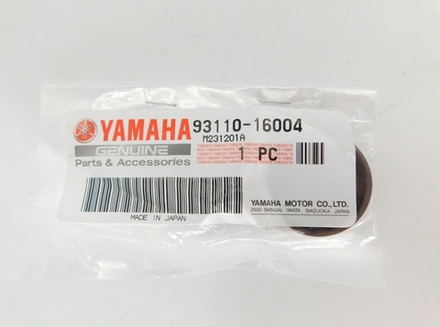 YAMAHA 93110-16004
M231201A
GENUINE
1 PC
Parts & Accessories
MADE IN JAPAN
YAMAHA MOTOR CO., LTD.
2500 SHINGAI, IWATA, SHIZUOKA, JAPAN